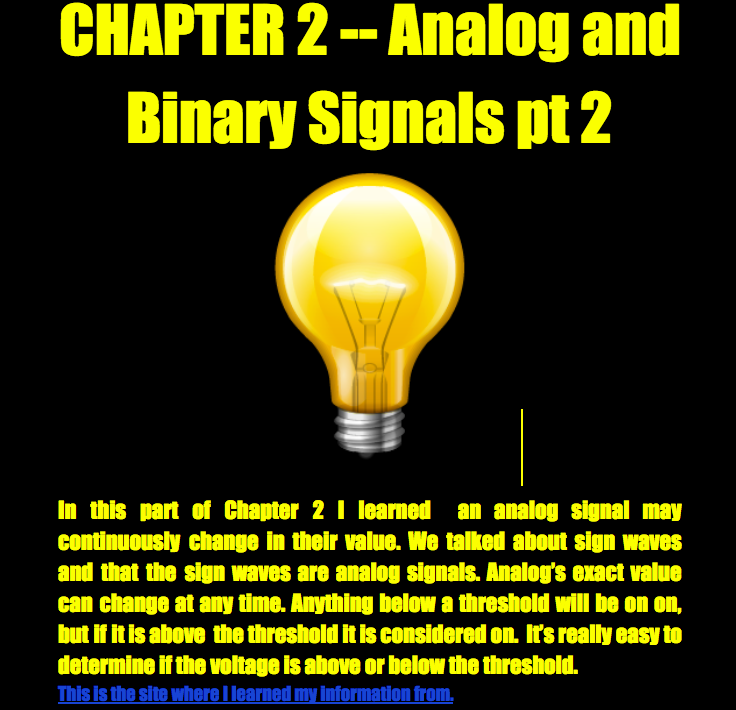 CHAPTER 2 -- Analog and
Binary Signals pt 2
In this part of Chapter 2 I learned an analog signal may
continuously change in their value. We talked about sign waves
and that the sign waves are analog signals. Analog's exact value
can change at any time. Anything below a threshold will be on on,
but if it is above the threshold it is considered on. It's really easy to
determine if the voltage is above or below the threshold.
This is the site where I learned my information from.